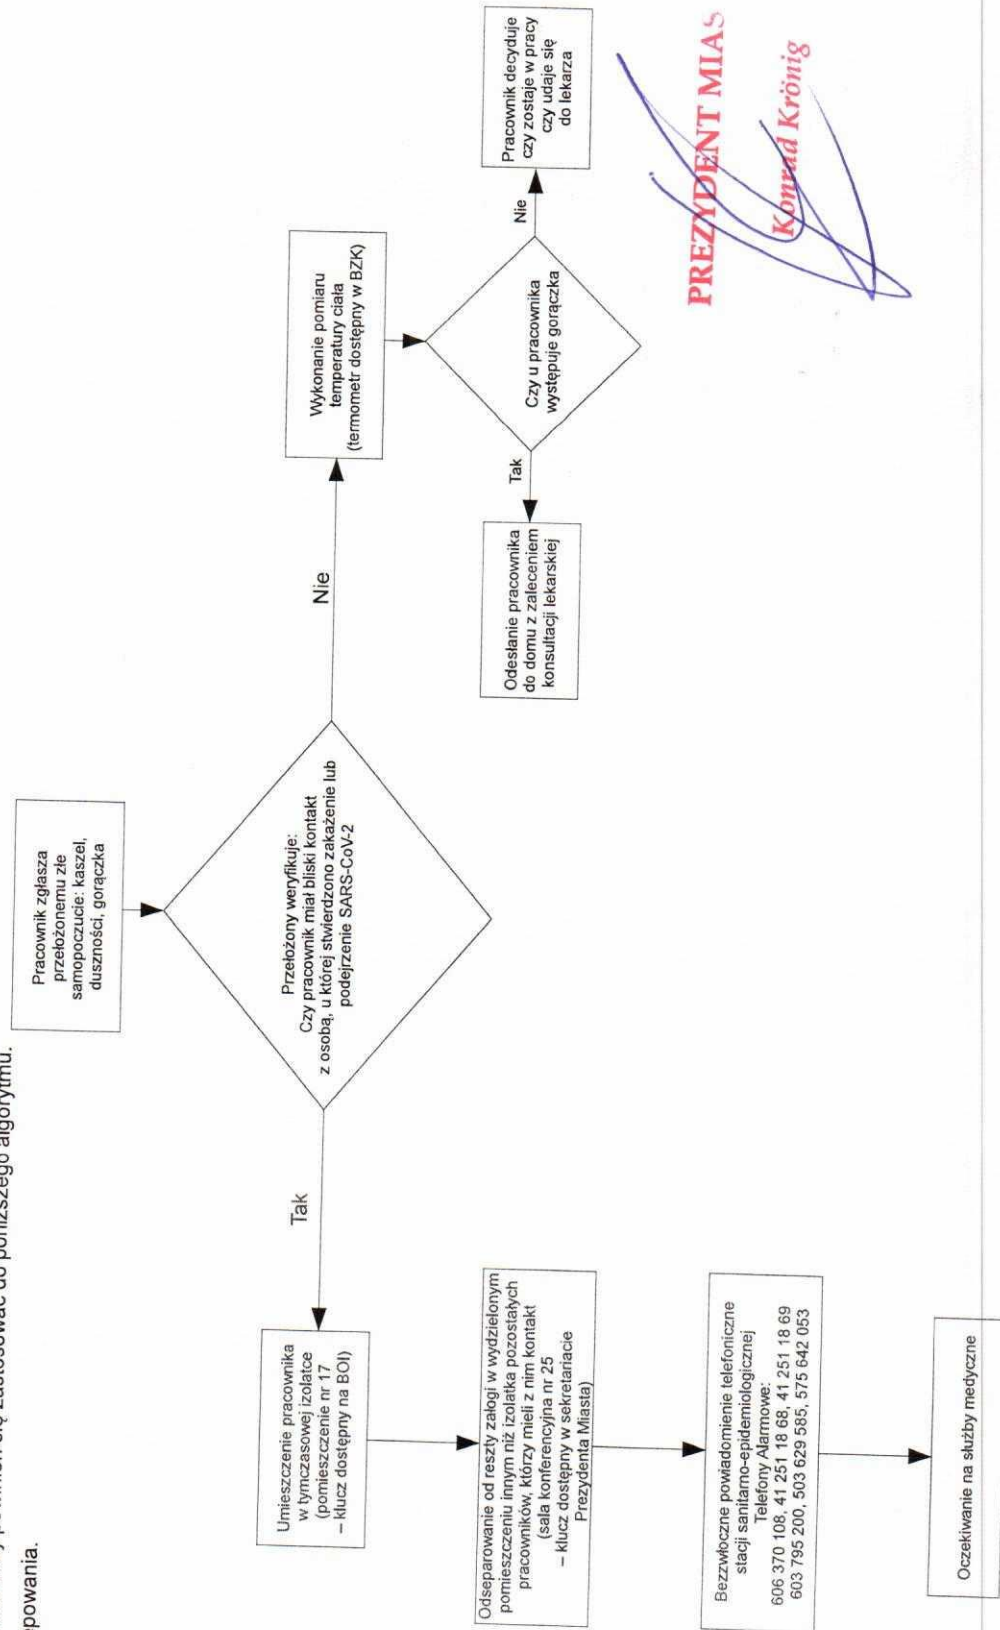 powinien się zastosować do poniższego algorytmu.
Pracownik zgłasza
przełożonemu złe
samopoczucie: kaszel,
duszności, gorączka
Przełożony weryfikuje:
Czy pracownik miał bliski kontakt
z osobą, u której stwierdzono zakażenie lub
podejrzenie SARS-CoV-2
Tak
Umieszczenie pracownika
w tymczasowej izolatce
(pomieszczenie nr 17
– klucz dostępny na BOI)
Odseparowanie od reszty załogi w wydzielonym
pomieszczeniu innym niż izolatka pozostałych
pracowników, którzy mieli z nim kontakt
(sala konferencyjna nr 25
– klucz dostępny w sekretariacie
Prezydenta Miasta)
Bezzwłoczne powiadomienie telefoniczne
stacji sanitarno-epidemiologicznej
Telefony Alarmowe:
606 370 108, 41 251 18 68, 41 251 18 69
603 795 200, 503 629 585, 575 642 053
Oczekiwanie na służby medyczne
Nie
Wykonanie pomiaru
temperatury ciała
(termometr dostępny w BZK)
Czy u pracownika
występuje gorączka
Tak
Odesłanie pracownika
do domu z zaleceniem
konsultacji lekarskiej
Nie
Pracownik decyduje
czy zostaje w pracy
czy udaje się
do lekarza
PREZYDENT MIAS
Konrad Krönig